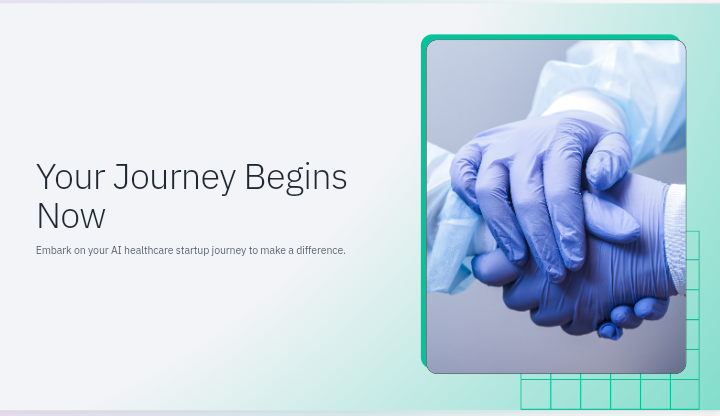 Your Journey Begins
Now
Embark on your AI healthcare startup journey to make a difference.